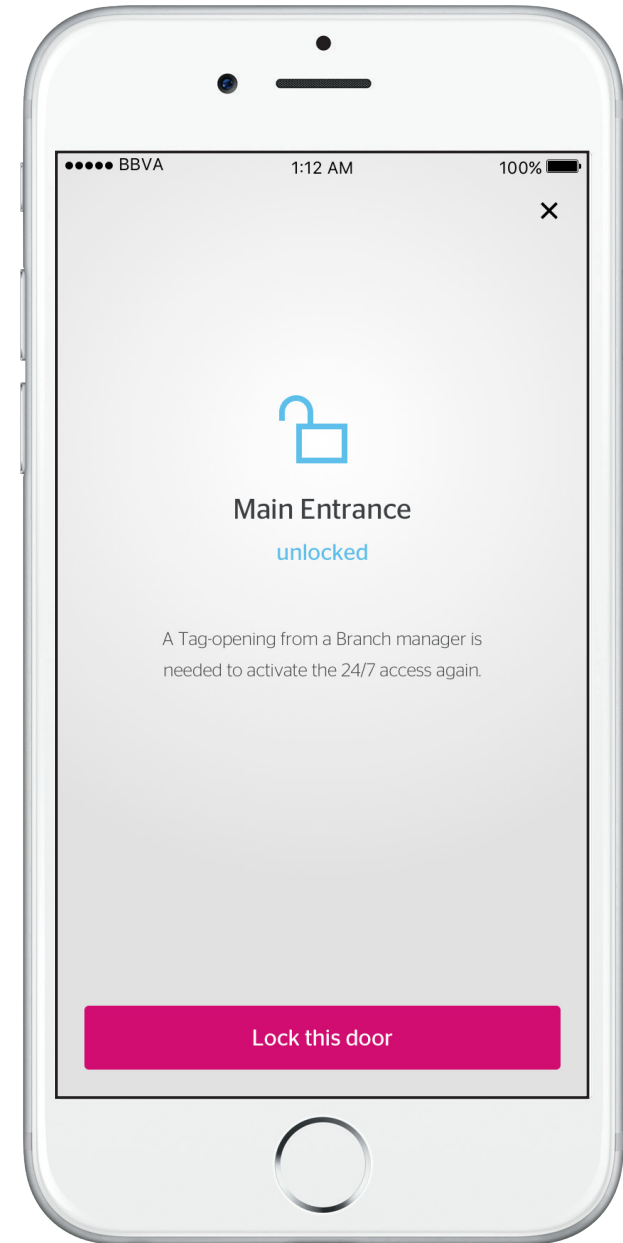 BBVA 1:12 AM 100%
Main Entrance
unlocked
A Tag-opening from a Branch manager is
needed to activate the 24/7 access again.
Lock this door